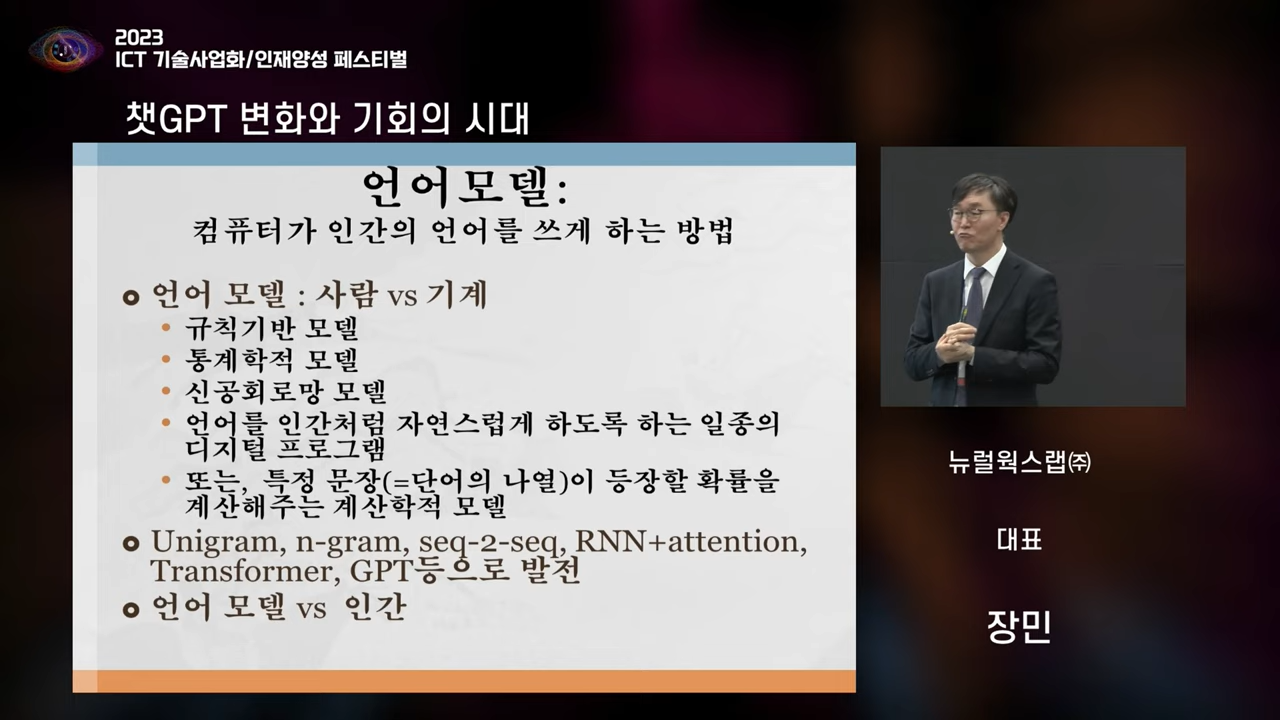 2023
ICT 기술사업화/인재양성 페스티벌
챗GPT 변화와 기회의 시대
언어모델:
컴퓨터가 인간의 언어를 쓰게 하는 방법
언어 모델 : 사람 vs 기계
규칙기반 모델
통계학적 모델
신공회로망 모델
언어를 인간처럼 자연스럽게 하도록 하는 일종의
디지털 프로그램
또는, 특정 문장(=단어의 나열)이 등장할 확률을
계산해주는 계산학적 모델
Unigram, n-gram, seq-2-seq, RNN+attention,
Transformer, GPT등으로 발전
언어 모델 vs 인간
뉴럴웍스랩㈜
대표
장민